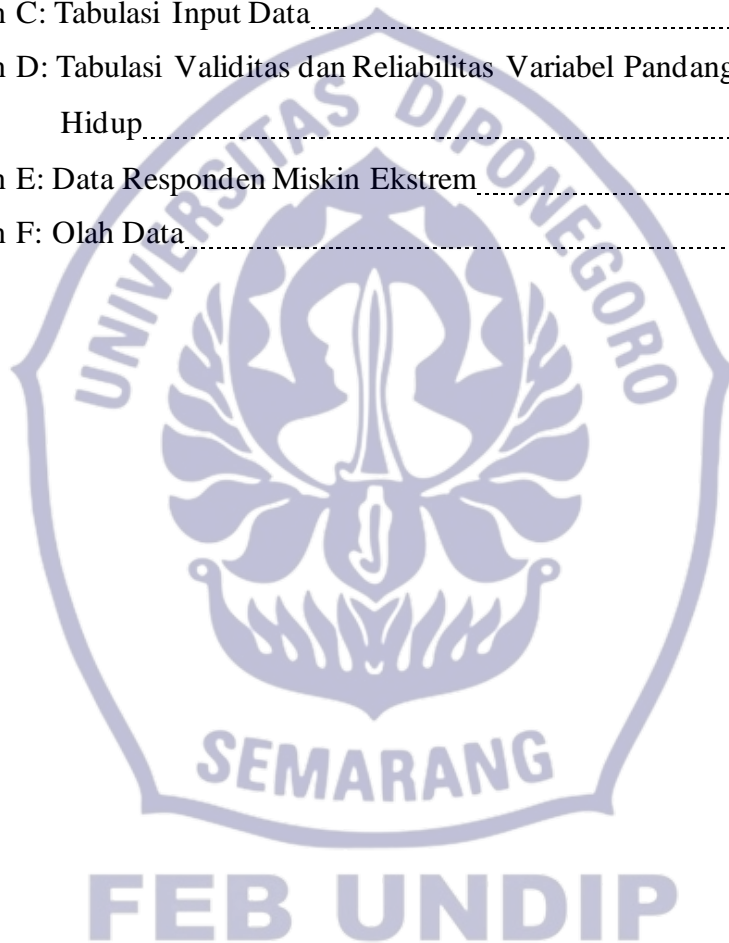 n C: Tabulasi Input Data
n D: Tabulasi Validitas dan Reliabilitas Variabel Pandang
Hidup
n E: Data Responden Miskin Ekstrem
n F: Olah Data
UNIVERSITAS DIPONEGORO
SEMARANG
FEB UNDIP